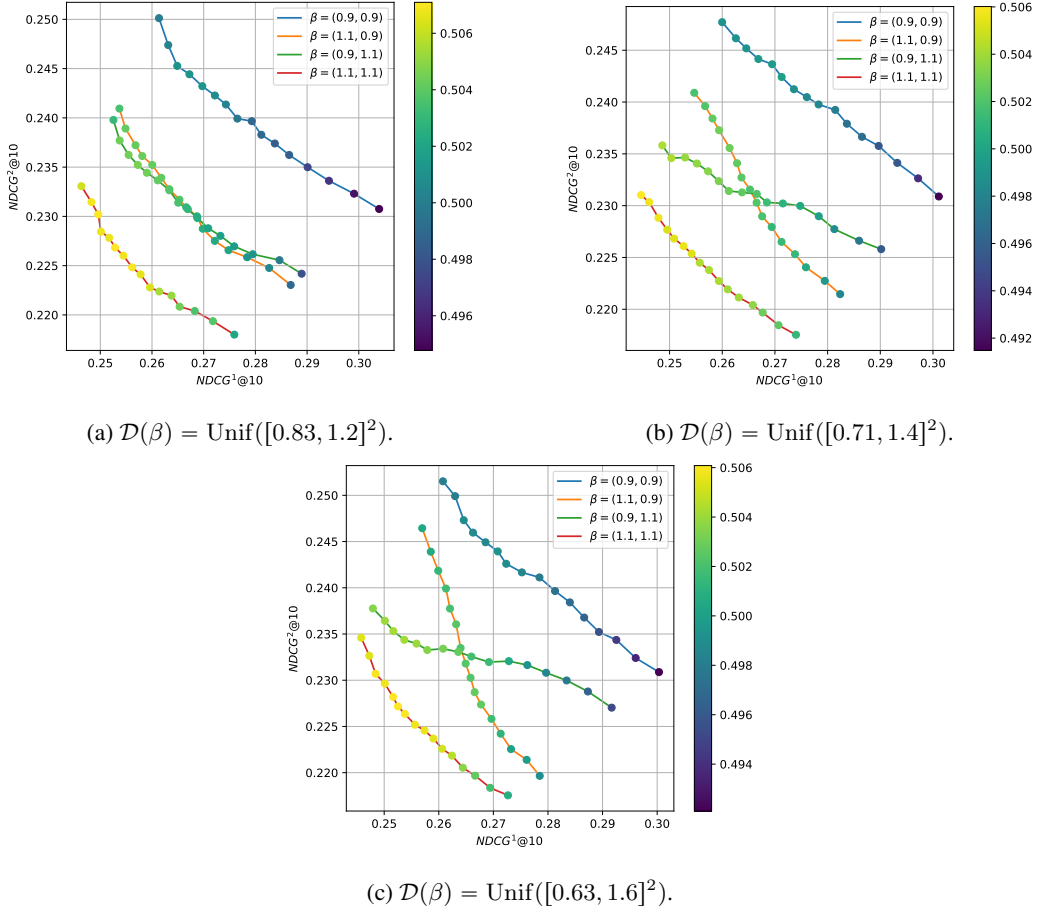 0.250
0.245
0.240
0.235
0.230
0.225
0.220
NDCG²@10
0.25 0.26 0.27 0.28 0.29 0.30
NDCG¹@10
β = (0.9, 0.9)
β = (1.1, 0.9)
β = (0.9, 1.1)
β = (1.1, 1.1)
0.506
0.504
0.502
0.500
0.498
0.496
(a) 𝒟(β) = Unif([0.83, 1.2]²).
0.245
0.240
0.235
0.230
0.225
0.220
NDCG²@10
0.25 0.26 0.27 0.28 0.29 0.30
NDCG¹@10
β = (0.9, 0.9)
β = (1.1, 0.9)
β = (0.9, 1.1)
β = (1.1, 1.1)
0.506
0.504
0.502
0.500
0.498
0.496
0.494
0.492
(b) 𝒟(β) = Unif([0.71, 1.4]²).
0.250
0.245
0.240
0.235
0.230
0.225
0.220
NDCG²@10
0.25 0.26 0.27 0.28 0.29 0.30
NDCG¹@10
β = (0.9, 0.9)
β = (1.1, 0.9)
β = (0.9, 1.1)
β = (1.1, 1.1)
0.506
0.504
0.502
0.500
0.498
0.496
0.494
(c) 𝒟(β) = Unif([0.63, 1.6]²).